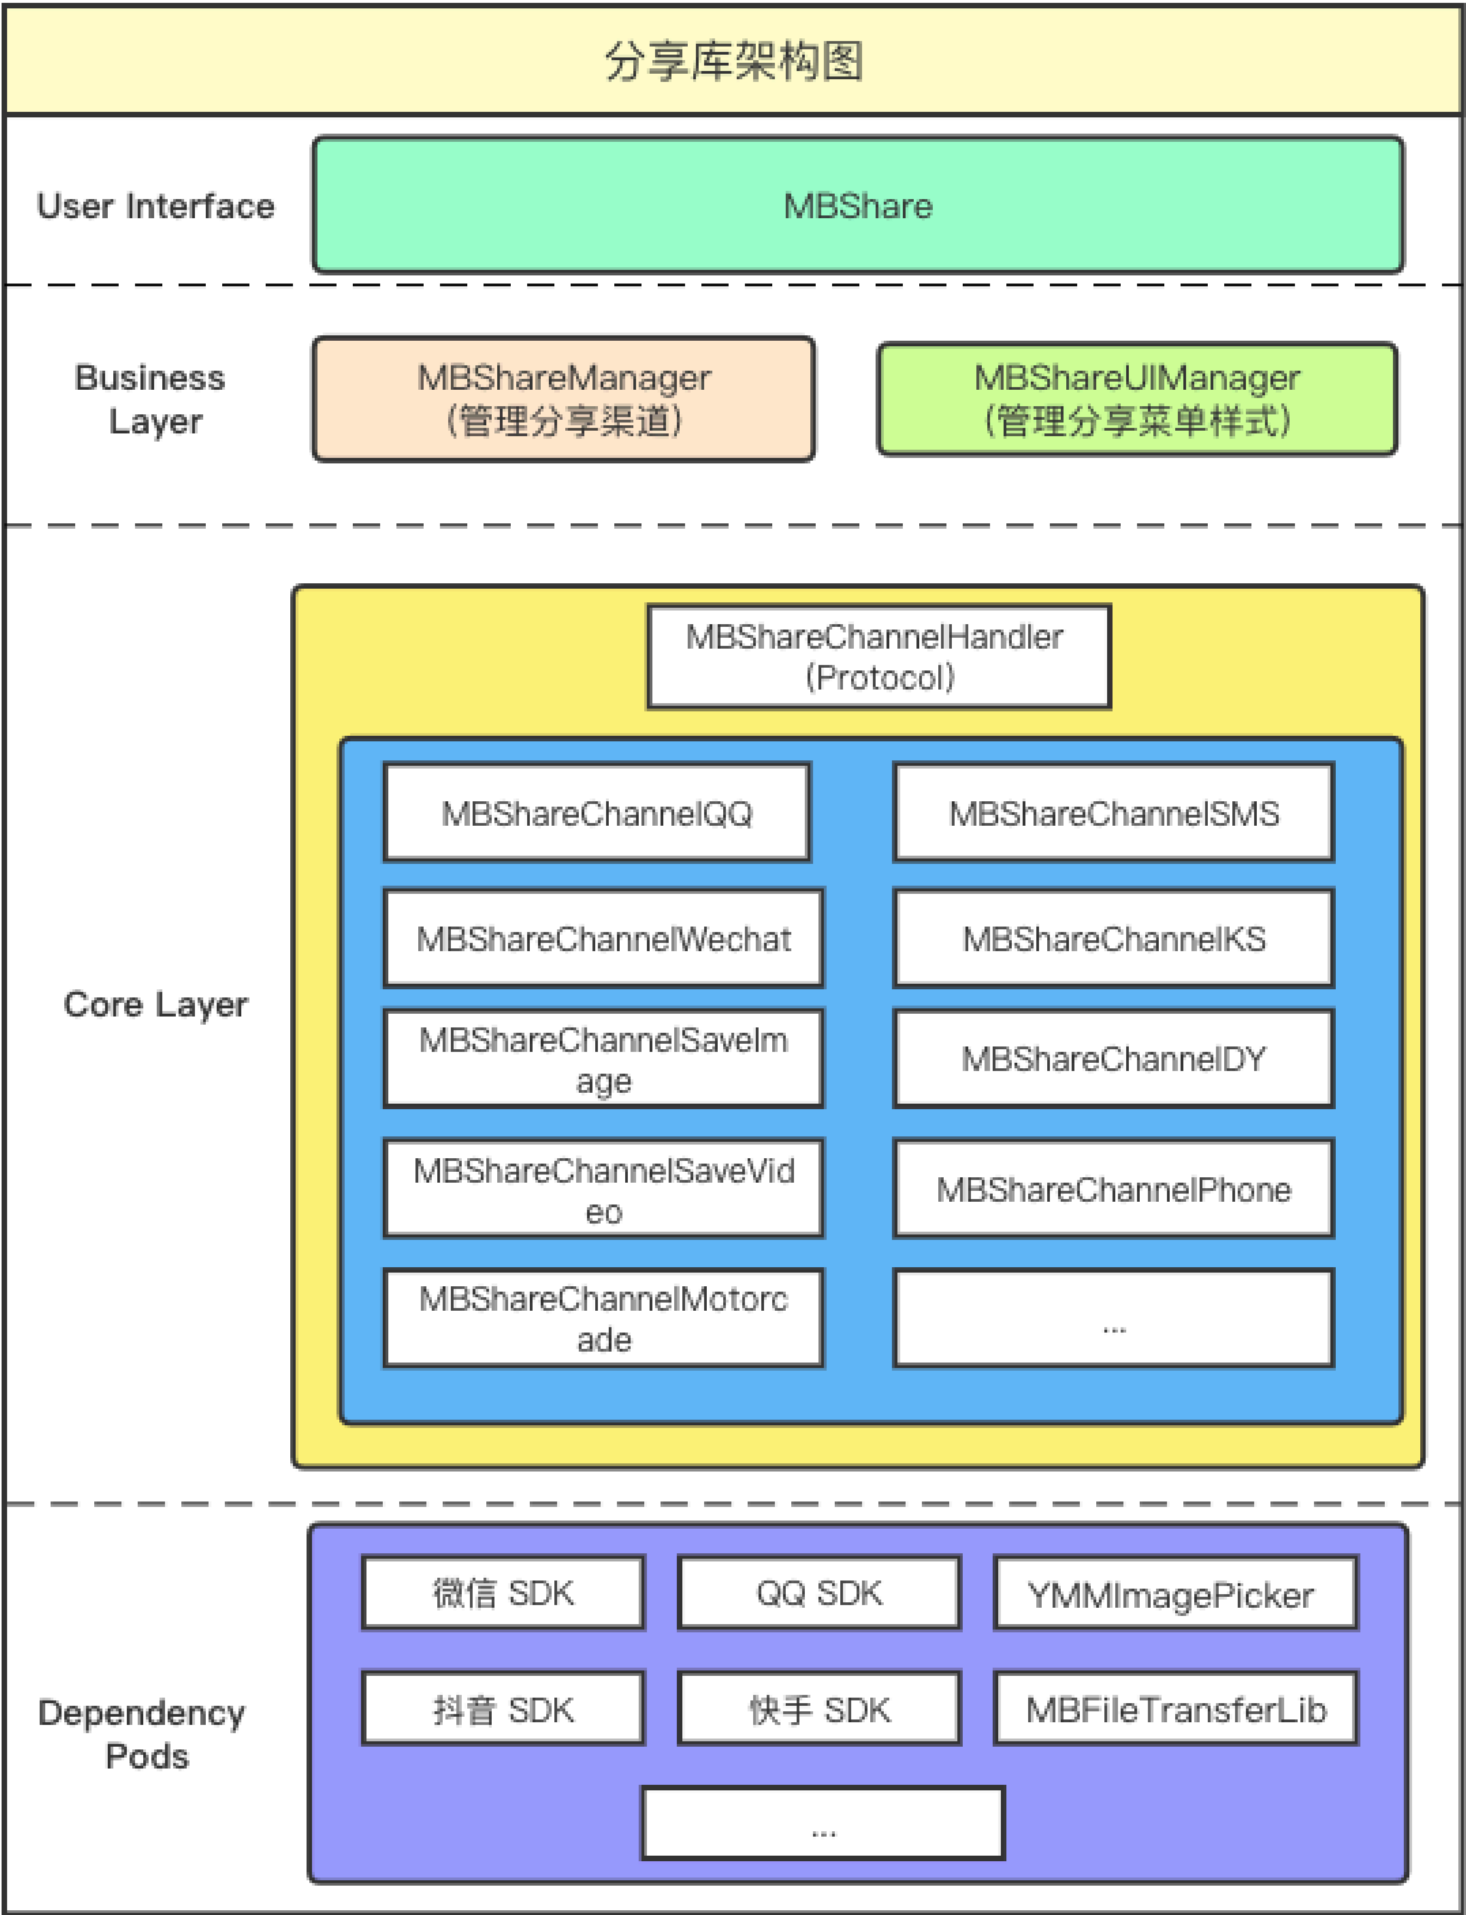 分享库架构图
User Interface
MBShare
Business
Layer
MBShareManager
(管理分享渠道)
MBShareUIManager
(管理分享菜单样式)
Core Layer
MBShareChannelHandler
(Protocol)
MBShareChannelQQ
MBShareChannelSMS
MBShareChannelWechat
MBShareChannelKS
MBShareChannelSaveIm
age
MBShareChannelDY
MBShareChannelSaveVid
eo
MBShareChannelPhone
MBShareChannelMotorc
ade
...
Dependency
Pods
微信 SDK
QQ SDK
YMMImagePicker
抖音 SDK
快手 SDK
MBFileTransferLib
...